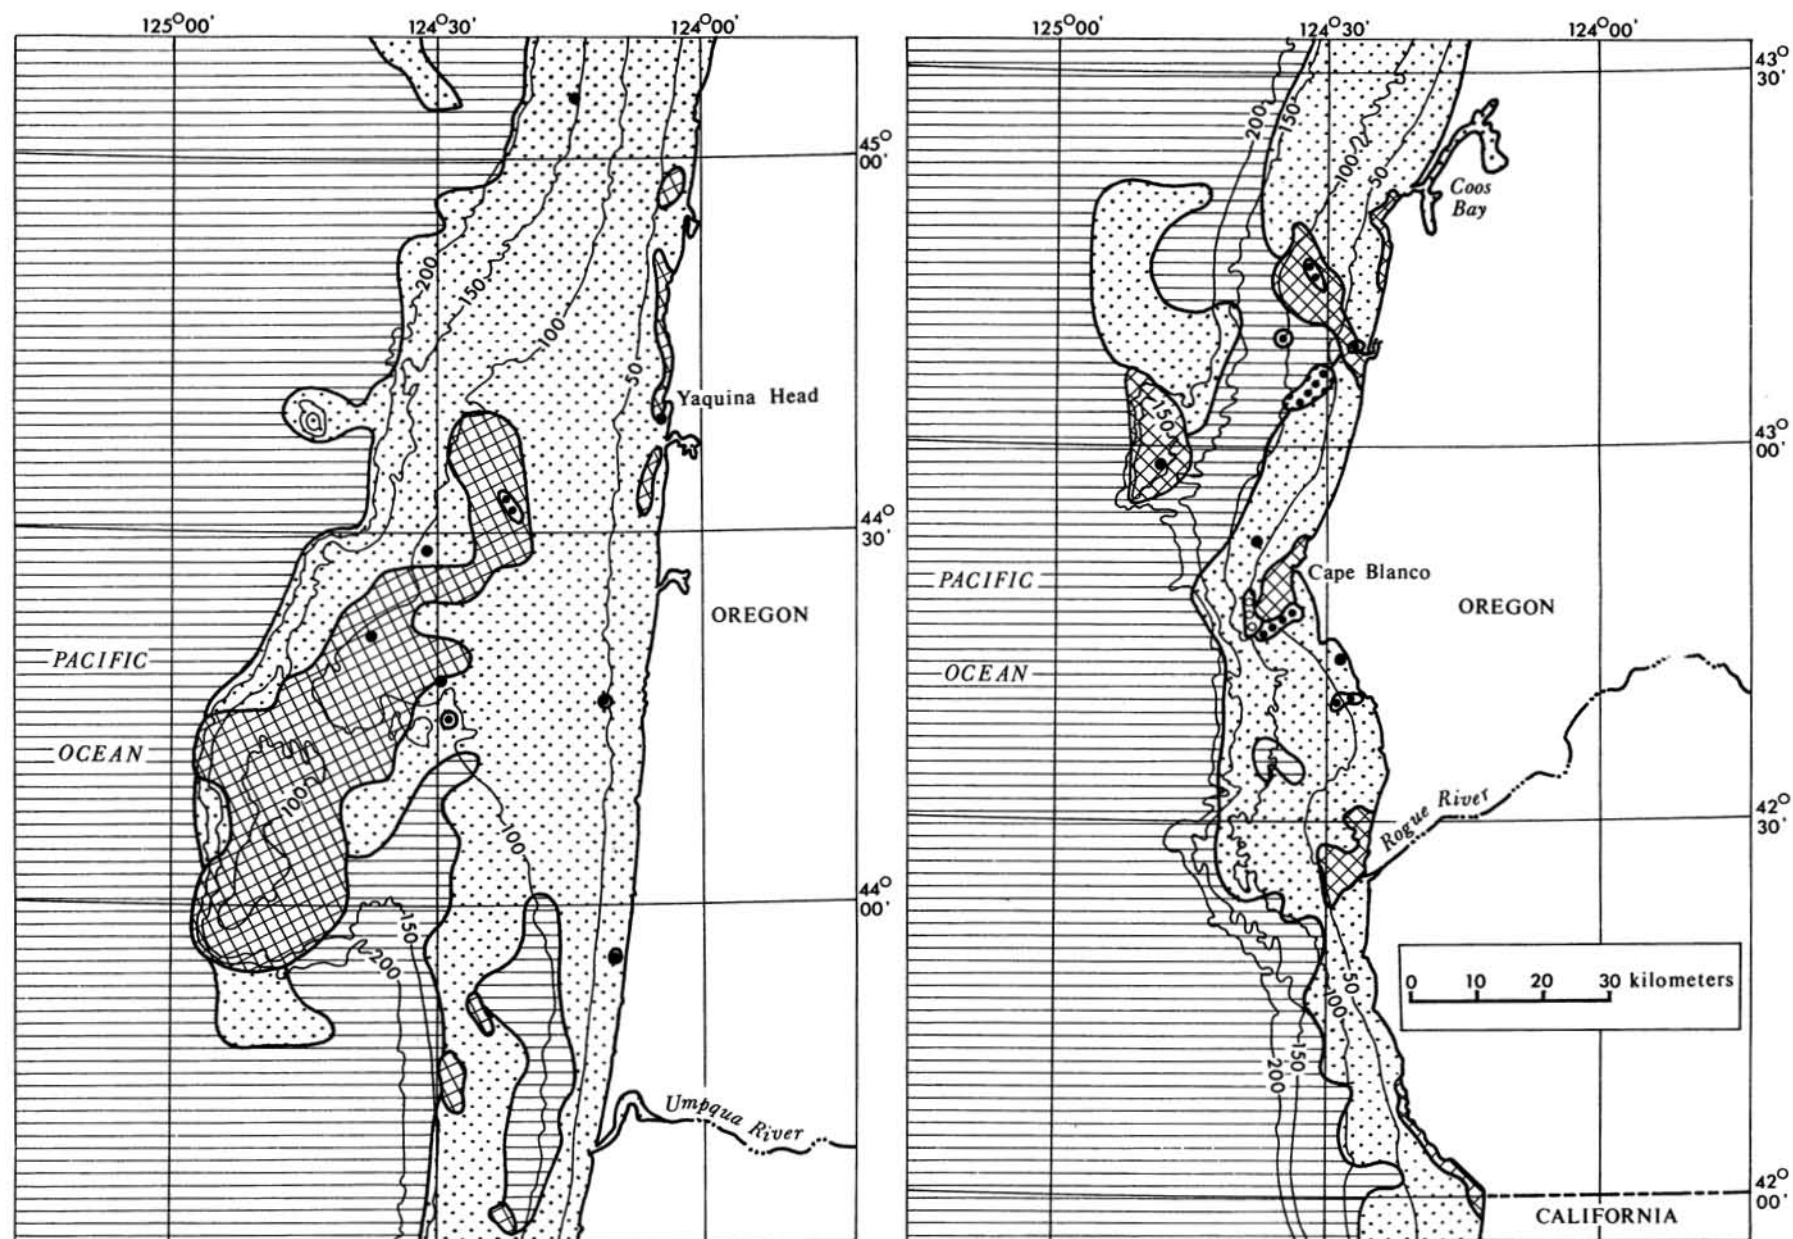 125°00' 124°30' 124°00'
45°
00'
200
150
100
50
Yaquina Head
44°
30'
OREGON
PACIFIC
OCEAN
100
100
44°
00'
150
200
Umpqua River
125°00' 124°30' 124°00'
43°
30'
200
150
100
50
Coos
Bay
150
43°
00'
Cape Blanco
PACIFIC
OREGON
OCEAN
42°
30'
Rogue River
0 10 20 30 kilometers
50
100
150
200
42°
00'
CALIFORNIA